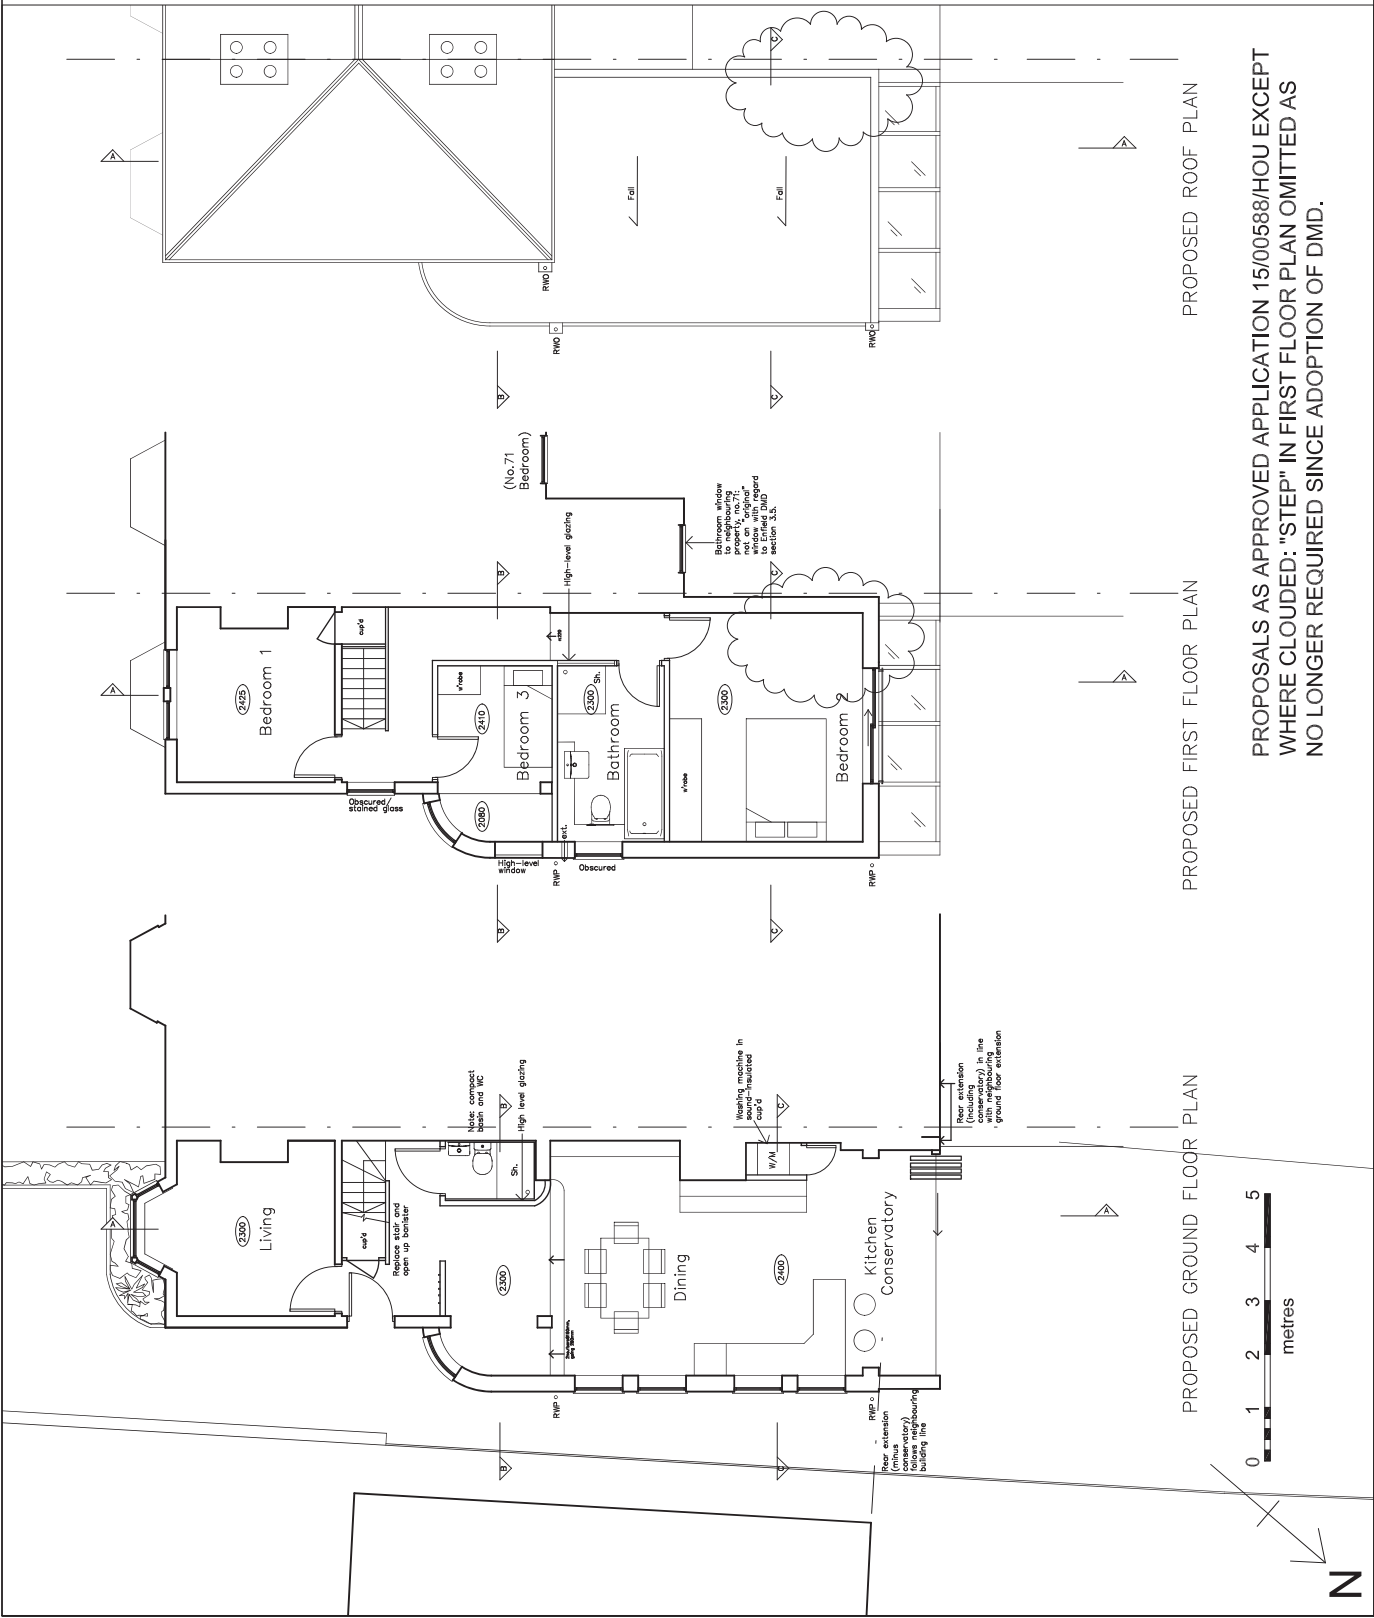 PROPOSED GROUND FLOOR PLAN
Living
2300
A
cup'd
Replace stair and
open up banister
Note: compact
basin and WC
B
High level glazing
Sh.
2300
Dining
Washing machine in
sound-insulated
cup'd
C
W/M
2400
Kitchen
Conservatory
Rear extension
(including
conservatory) in line
with neighbouring
ground floor extension
A
RWP
RWP
Rear extension
(minus
conservatory)
follows neighbouring
building line
B
C
0 1 2 3 4 5
metres
N
PROPOSED FIRST FLOOR PLAN
A
2425
Bedroom 1
cup'd
Obscured/
stained glass
w'robe
2410
Bedroom 3
2080
High-level
window
RWP
ext.
Obscured
Bathroom
2300
Sh.
High-level glazing
(No.71
Bedroom)
Bathroom window
to neighbouring
property, no.71:
not an "original"
window with regard
to Enfield DMD
section 3.5.
w'robe
2300
Bedroom 2
RWP
B
C
B
C
A
PROPOSED ROOF PLAN
A
Fall
Fall
RWO
RWO
RWO
B
C
C
A
PROPOSALS AS APPROVED APPLICATION 15/00588/HOU EXCEPT
WHERE CLOUDED: "STEP" IN FIRST FLOOR PLAN OMITTED AS
NO LONGER REQUIRED SINCE ADOPTION OF DMD.